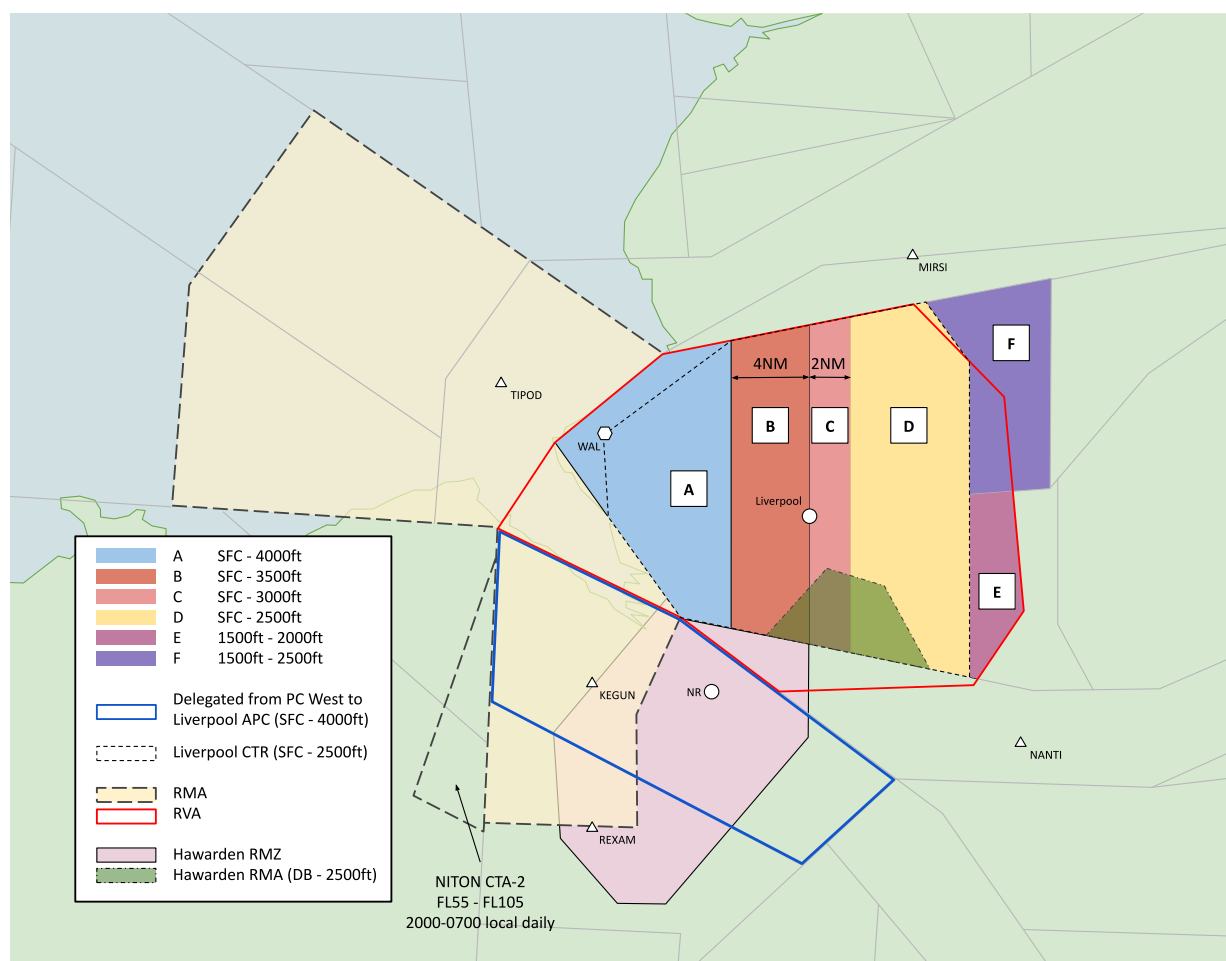 MIRSI
F
4NM
2NM
TIPOD
B
C
D
WAL
A
Liverpool
E
A SFC - 4000ft
B SFC - 3500ft
C SFC - 3000ft
D SFC - 2500ft
E 1500ft - 2000ft
F 1500ft - 2500ft
Delegated from PC West to
Liverpool APC (SFC - 4000ft)
Liverpool CTR (SFC - 2500ft)
RMA
RVA
Hawarden RMZ
Hawarden RMA (DB - 2500ft)
KEGUN
NR
NANTI
REXAM
NITON CTA-2
FL55 - FL105
2000-0700 local daily